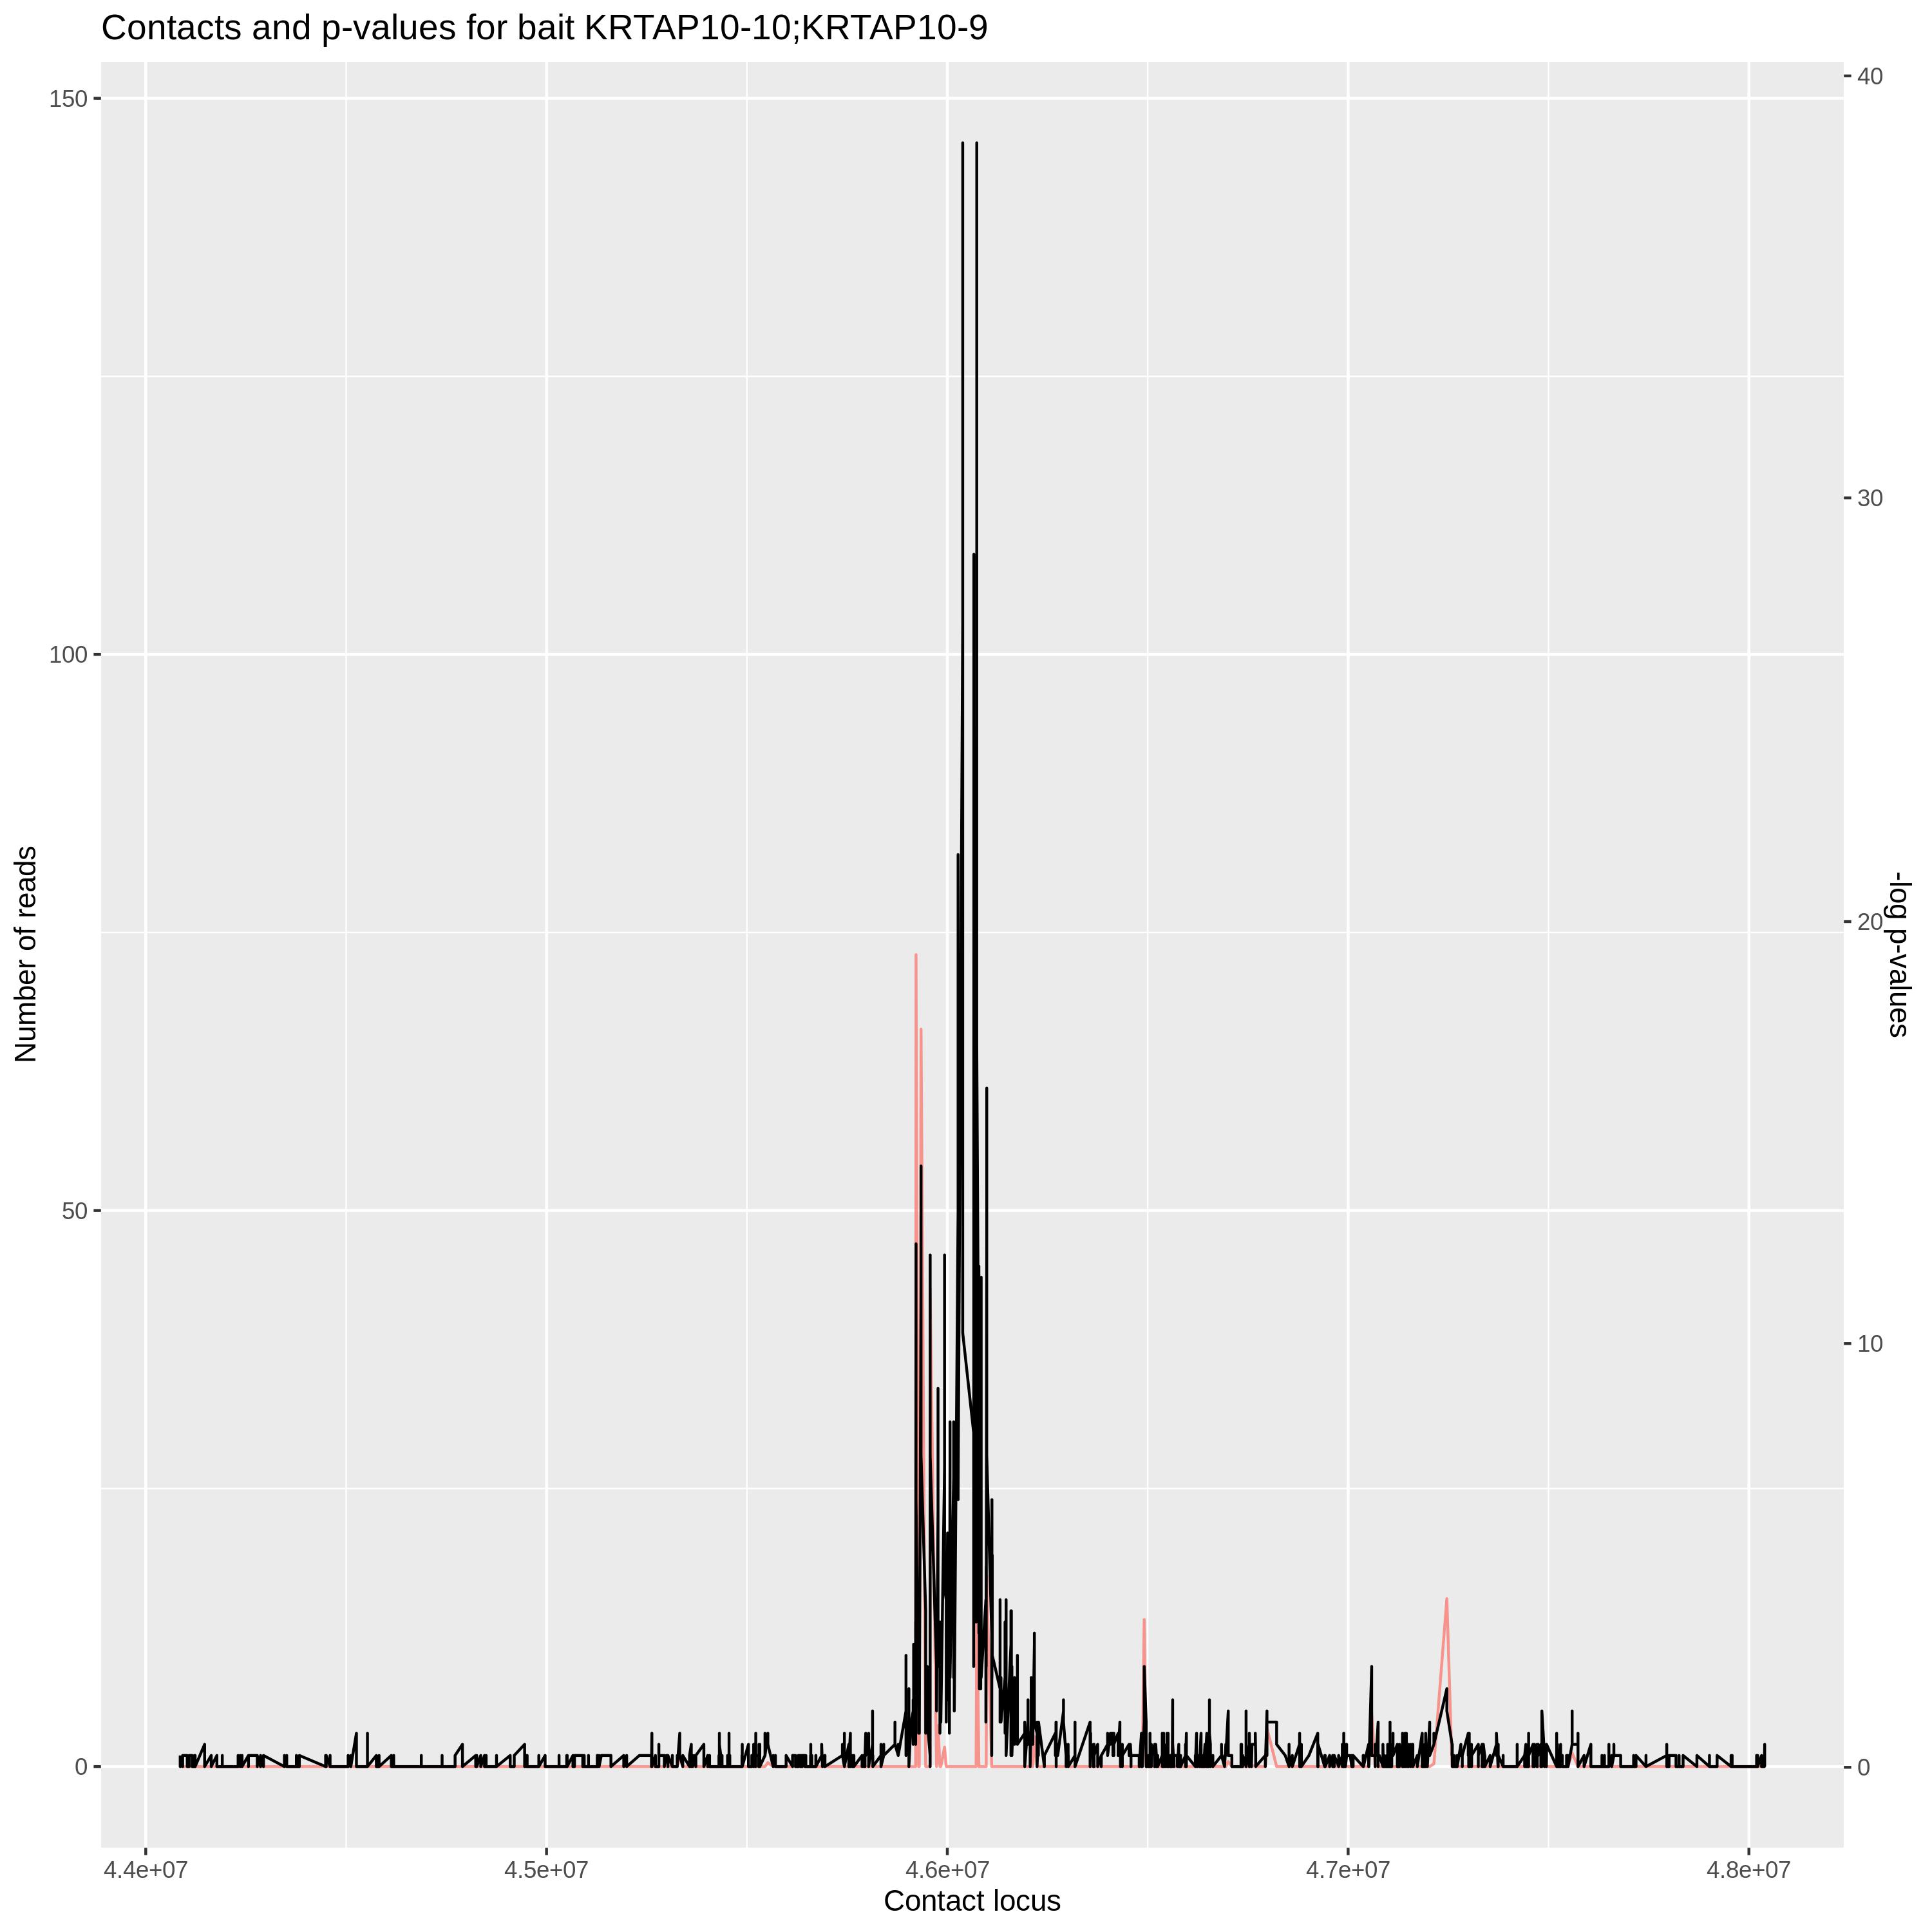 Contacts and p-values for bait KRTAP10-10;KRTAP10-9
150
100
50
0
Number of reads
40
30
20
10
0
-log p-values
4.4e+07
4.5e+07
4.6e+07
4.7e+07
4.8e+07
Contact locus